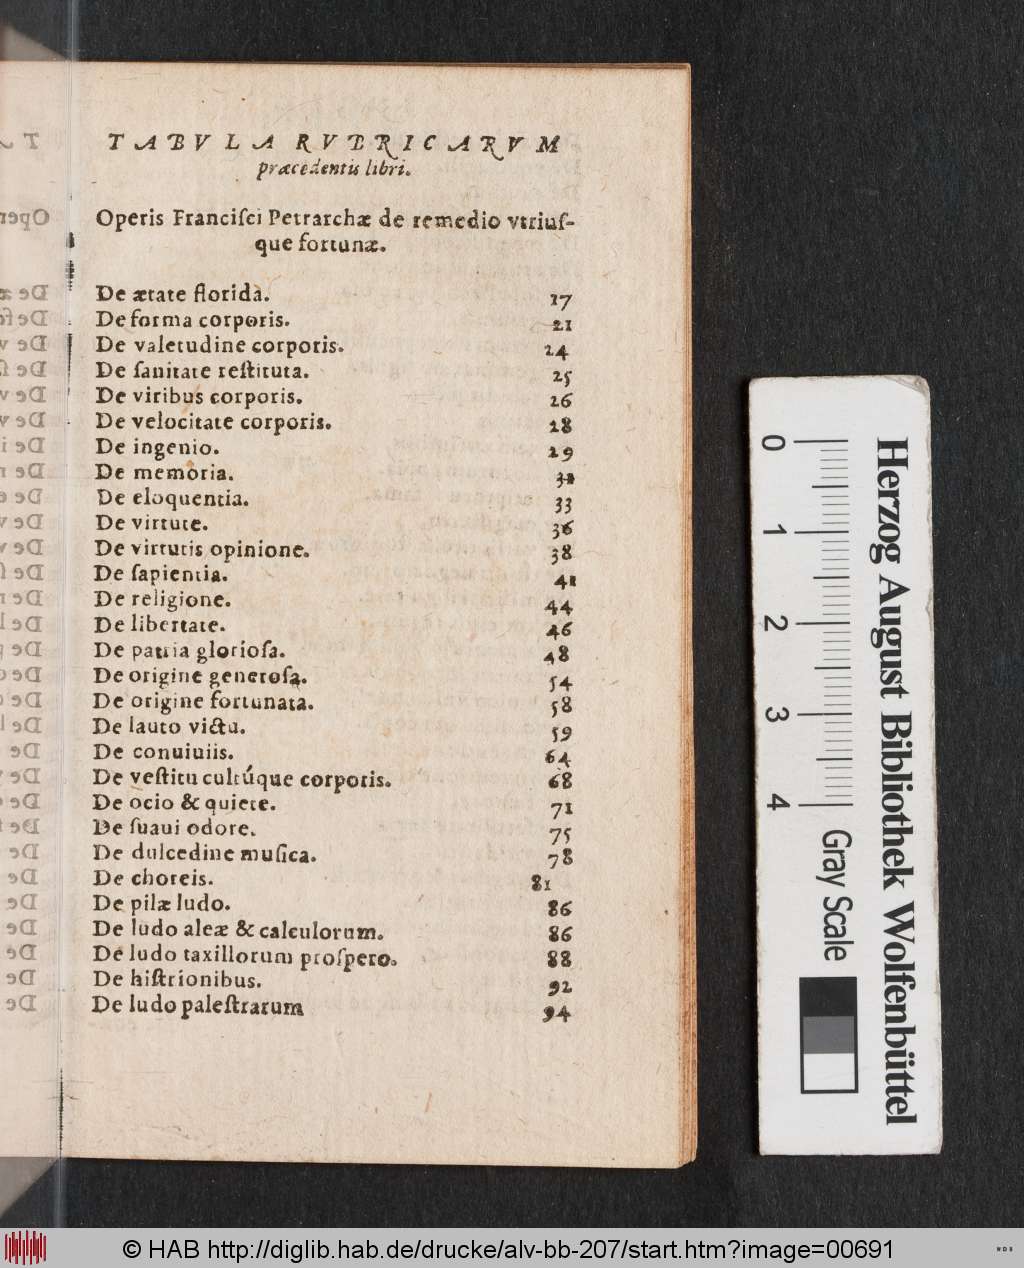 TABVLA RVBRICARVM
præcedentis libri.
Operis Franciſci Petrarchæ de remedio vtriuſ-
que fortunæ.
De ætate florida. 17
De forma corporis. 21
De valetudine corporis. 24
De ſanitate reſtituta. 25
De viribus corporis. 26
De velocitate corporis. 28
De ingenio. 29
De memoria.
De eloquentia. 33
De virtute. 36
De virtutis opinione. 38
De ſapientia. 41
De religione. 44
De libertate. 46
De patria glorioſa. 48
De origine generoſa. 54
De origine fortunata. 58
De lauto victu. 59
De conuiuiis. 64
De veſtitu cultúque corporis. 68
De ocio & quiete. 71
De ſuaui odore. 75
De dulcedine muſica. 78
De choreis. 81
De pilæ ludo. 86
De ludo aleæ & calculorum. 86
De ludo taxillorum proſpero. 88
De hiſtrionibus. 92
De ludo paleſtrarum 94
0 1 2 3 4
Gray Scale
Herzog August Bibliothek Wolfenbüttel
© HAB http://diglib.hab.de/drucke/alv-bb-207/start.htm?image=00691